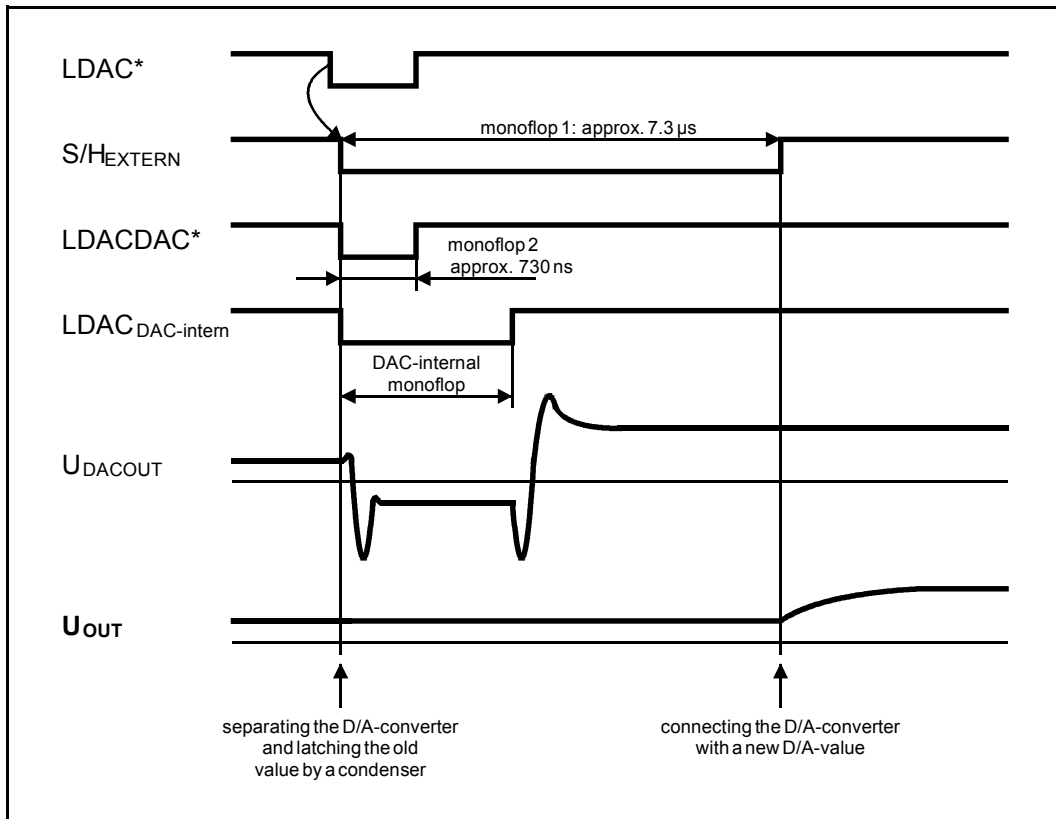 LDAC*
monoflop 1: approx. 7.3 µs
S/HEXTERN
LDACDAC*
monoflop 2
approx. 730 ns
LDACDAC-intern
DAC-internal
monoflop
UDACOUT
UOUT
separating the D/A-converter
and latching the old
value by a condenser
connecting the D/A-converter
with a new D/A-value